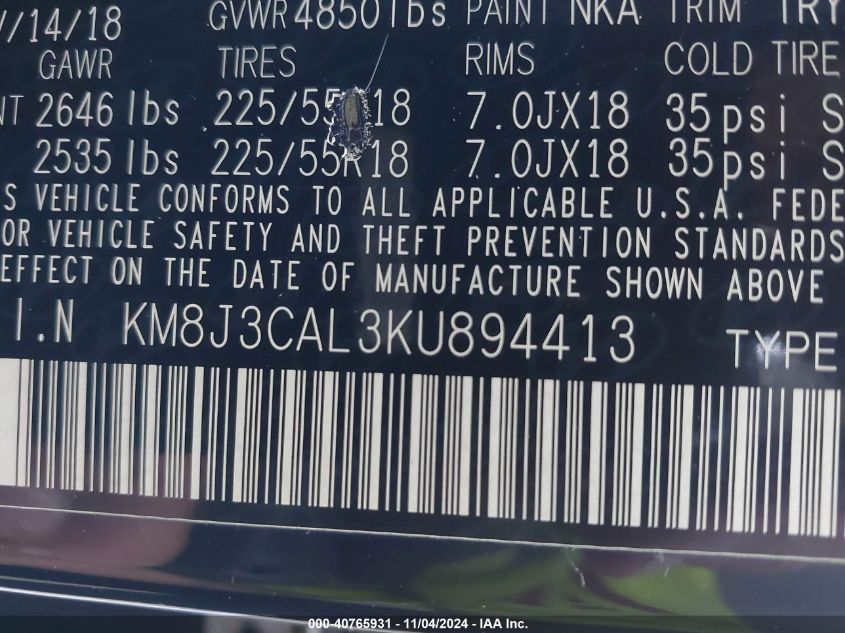 /14/18 GVWR 4850 lbs PAINT NKA TRIM TRY
GAWR TIRES RIMS COLD TIRE
NT 2646 lbs 225/55R18 7.0JX18 35psi S
2535 lbs 225/55R18 7.0JX18 35psi S
S VEHICLE CONFORMS TO ALL APPLICABLE U.S.A. FEDE
OR VEHICLE SAFETY AND THEFT PREVENTION STANDARDS
EFFECT ON THE DATE OF MANUFACTURE SHOWN ABOVE
I.N KM8J3CAL3KU894413 TYPE
000-40765931 - 11/04/2024 - IAA Inc.